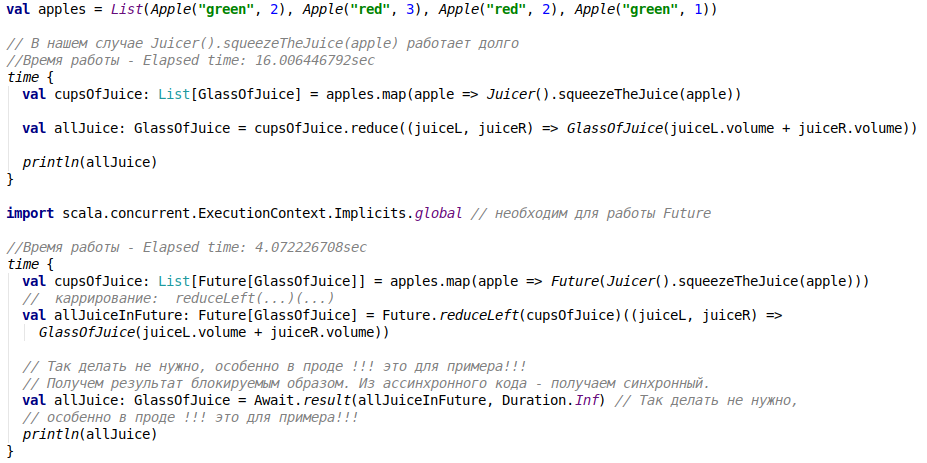 val apples = List(Apple("green", 2), Apple("red", 3), Apple("red", 2), Apple("green", 1))
// В нашем случае Juicer().squeezeTheJuice(apple) работает долго
//Время работы - Elapsed time: 16.006446792sec
time {
val cupsOfJuice: List[GlassOfJuice] = apples.map(apple => Juicer().squeezeTheJuice(apple))
val allJuice: GlassOfJuice = cupsOfJuice.reduce((juiceL, juiceR) => GlassOfJuice(juiceL.volume + juiceR.volume))
println(allJuice)
}
import scala.concurrent.ExecutionContext.Implicits.global // необходим для работы Future
//Время работы - Elapsed time: 4.072226708sec
time {
val cupsOfJuice: List[Future[GlassOfJuice]] = apples.map(apple => Future(Juicer().squeezeTheJuice(apple)))
//  каррирование:  reduceLeft(...)(...)
val allJuiceInFuture: Future[GlassOfJuice] = Future.reduceLeft(cupsOfJuice)((juiceL, juiceR) =>
GlassOfJuice(juiceL.volume + juiceR.volume))
// Так делать не нужно, особенно в проде !!! это для примера!!!
// Получем результат блокируемым образом. Из ассинхронного кода - получаем синхронный.
val allJuice: GlassOfJuice = Await.result(allJuiceInFuture, Duration.Inf) // Так делать не нужно,
// особенно в проде !!! это для примера!!!
println(allJuice)
}